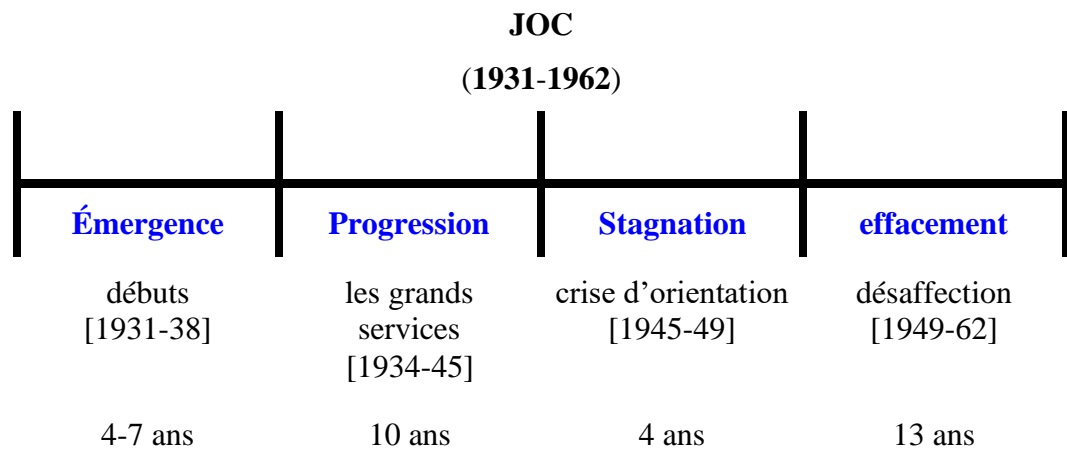 JOC
(1931-1962)
Émergence Progression Stagnation effacement
débuts les grands crise d’orientation désaffection
[1931-38] services [1945-49] [1949-62]
[1934-45]
4-7 ans 10 ans 4 ans 13 ans